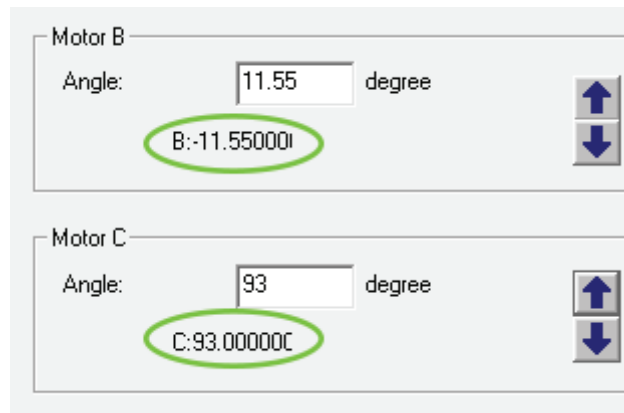 Motor B
Angle: 11.55 degree
B:-11.55000
Motor C
Angle: 93 degree
C:93.00000